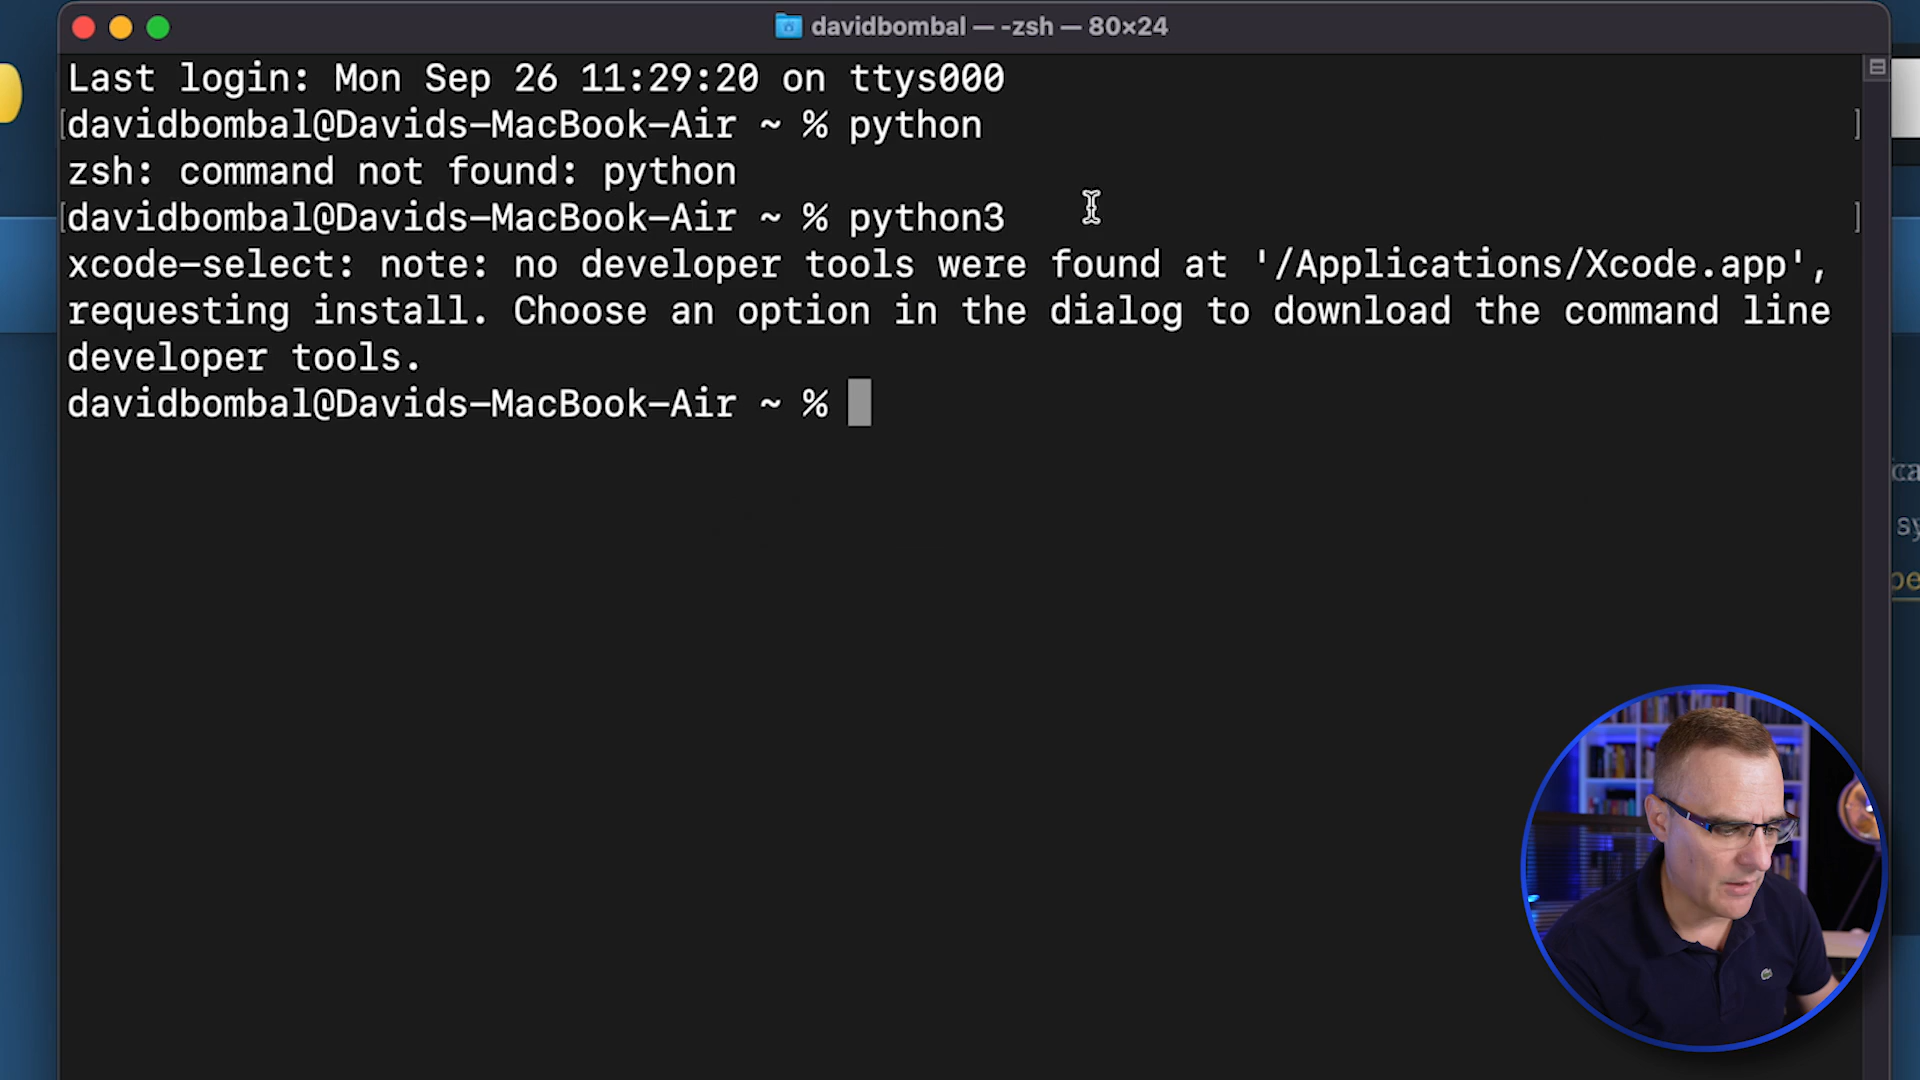 davidbombal — -zsh — 80×24
Last login: Mon Sep 26 11:29:20 on ttys000
[davidbombal@Davids-MacBook-Air ~ % python ]
zsh: command not found: python
[davidbombal@Davids-MacBook-Air ~ % python3 ]
xcode-select: note: no developer tools were found at '/Applications/Xcode.app',
requesting install. Choose an option in the dialog to download the command line
developer tools.
davidbombal@Davids-MacBook-Air ~ %